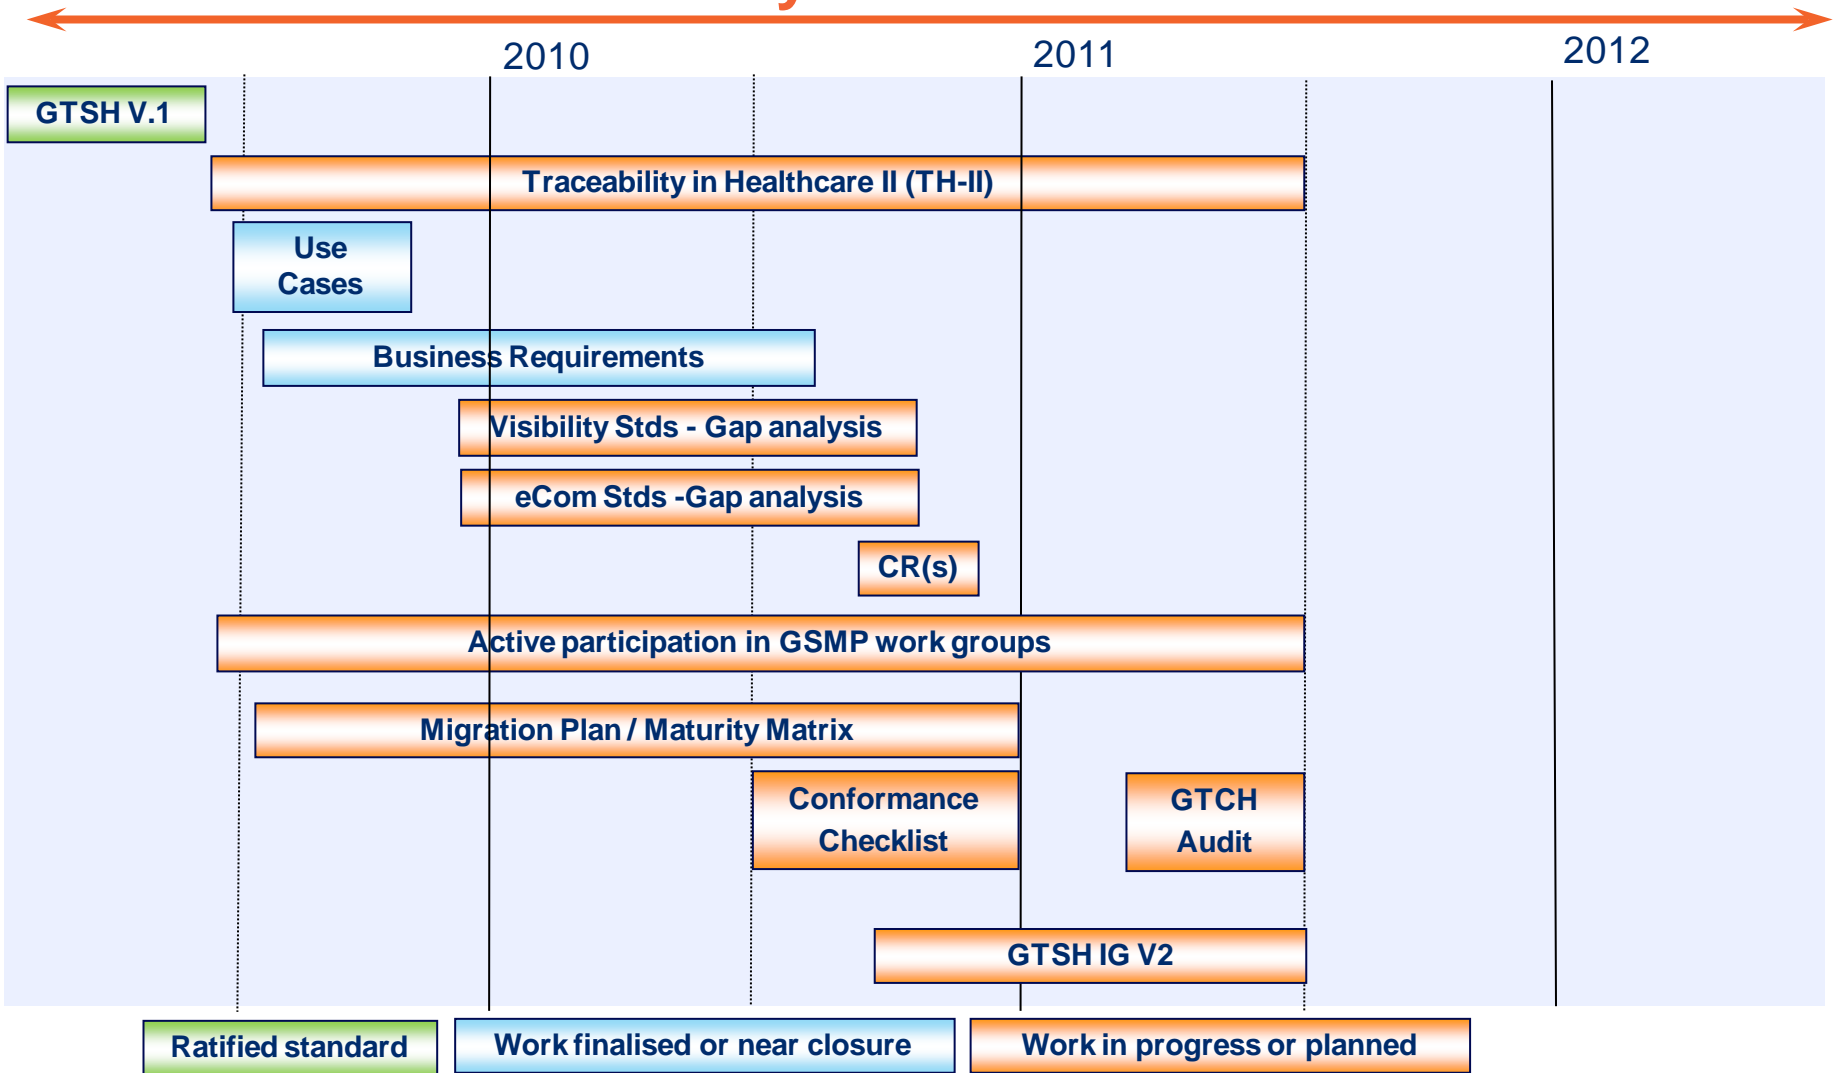 2010
2011
2012
GTSH V.1
Traceability in Healthcare II (TH-II)
Use
Cases
Business Requirements
Visibility Stds - Gap analysis
eCom Stds -Gap analysis
CR(s)
Active participation in GSMP work groups
Migration Plan / Maturity Matrix
Conformance
Checklist
GTCH
Audit
GTSH IG V2
Ratified standard
Work finalised or near closure
Work in progress or planned